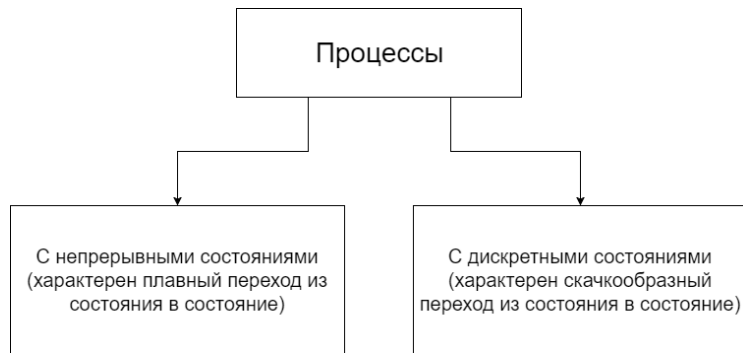 Процессы
С непрерывными состояниями
(характерен плавный переход из
состояния в состояние)
С дискретными состояниями
(характерен скачкообразный
переход из состояния в состояние)